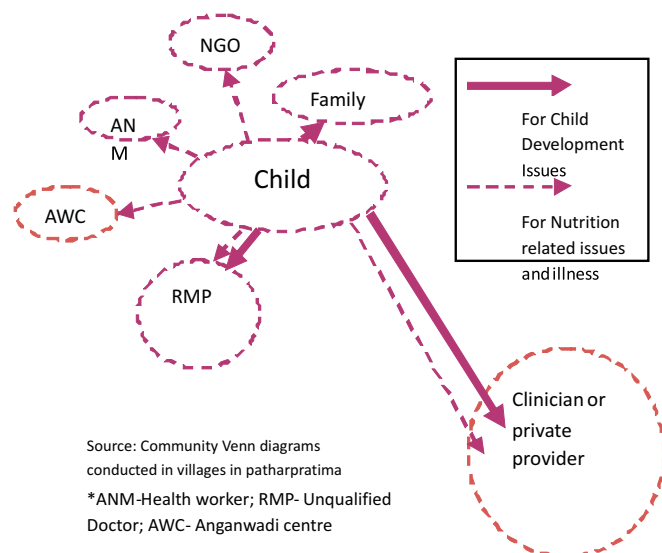 NGO
Family
AN
M
Child
AWC
RMP
For Child
Development
Issues
For Nutrition
related issues
and illness
Clinician or
private
provider
Source: Community Venn diagrams
conducted in villages in patharpratima
*ANM-Health worker; RMP- Unqualified
Doctor; AWC- Anganwadi centre